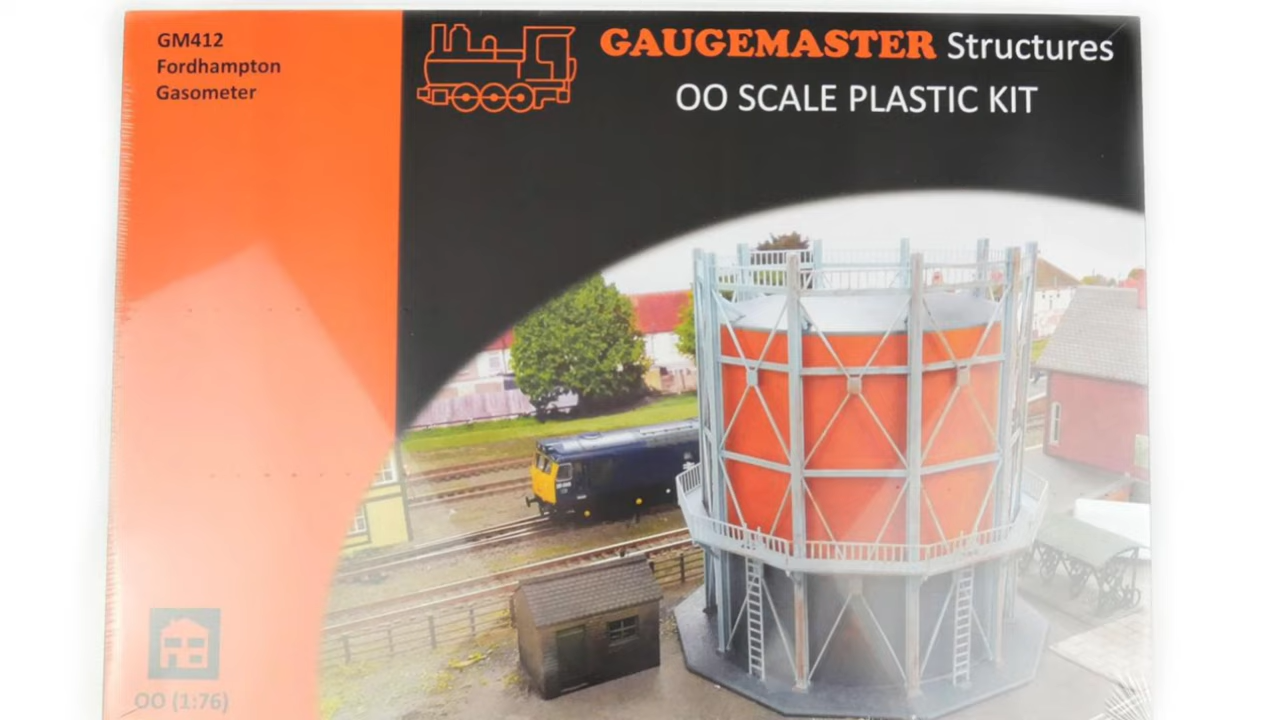 GM412
Fordhampton
Gasometer
GAUGEMASTER Structures
OO SCALE PLASTIC KIT
OO (1:76)